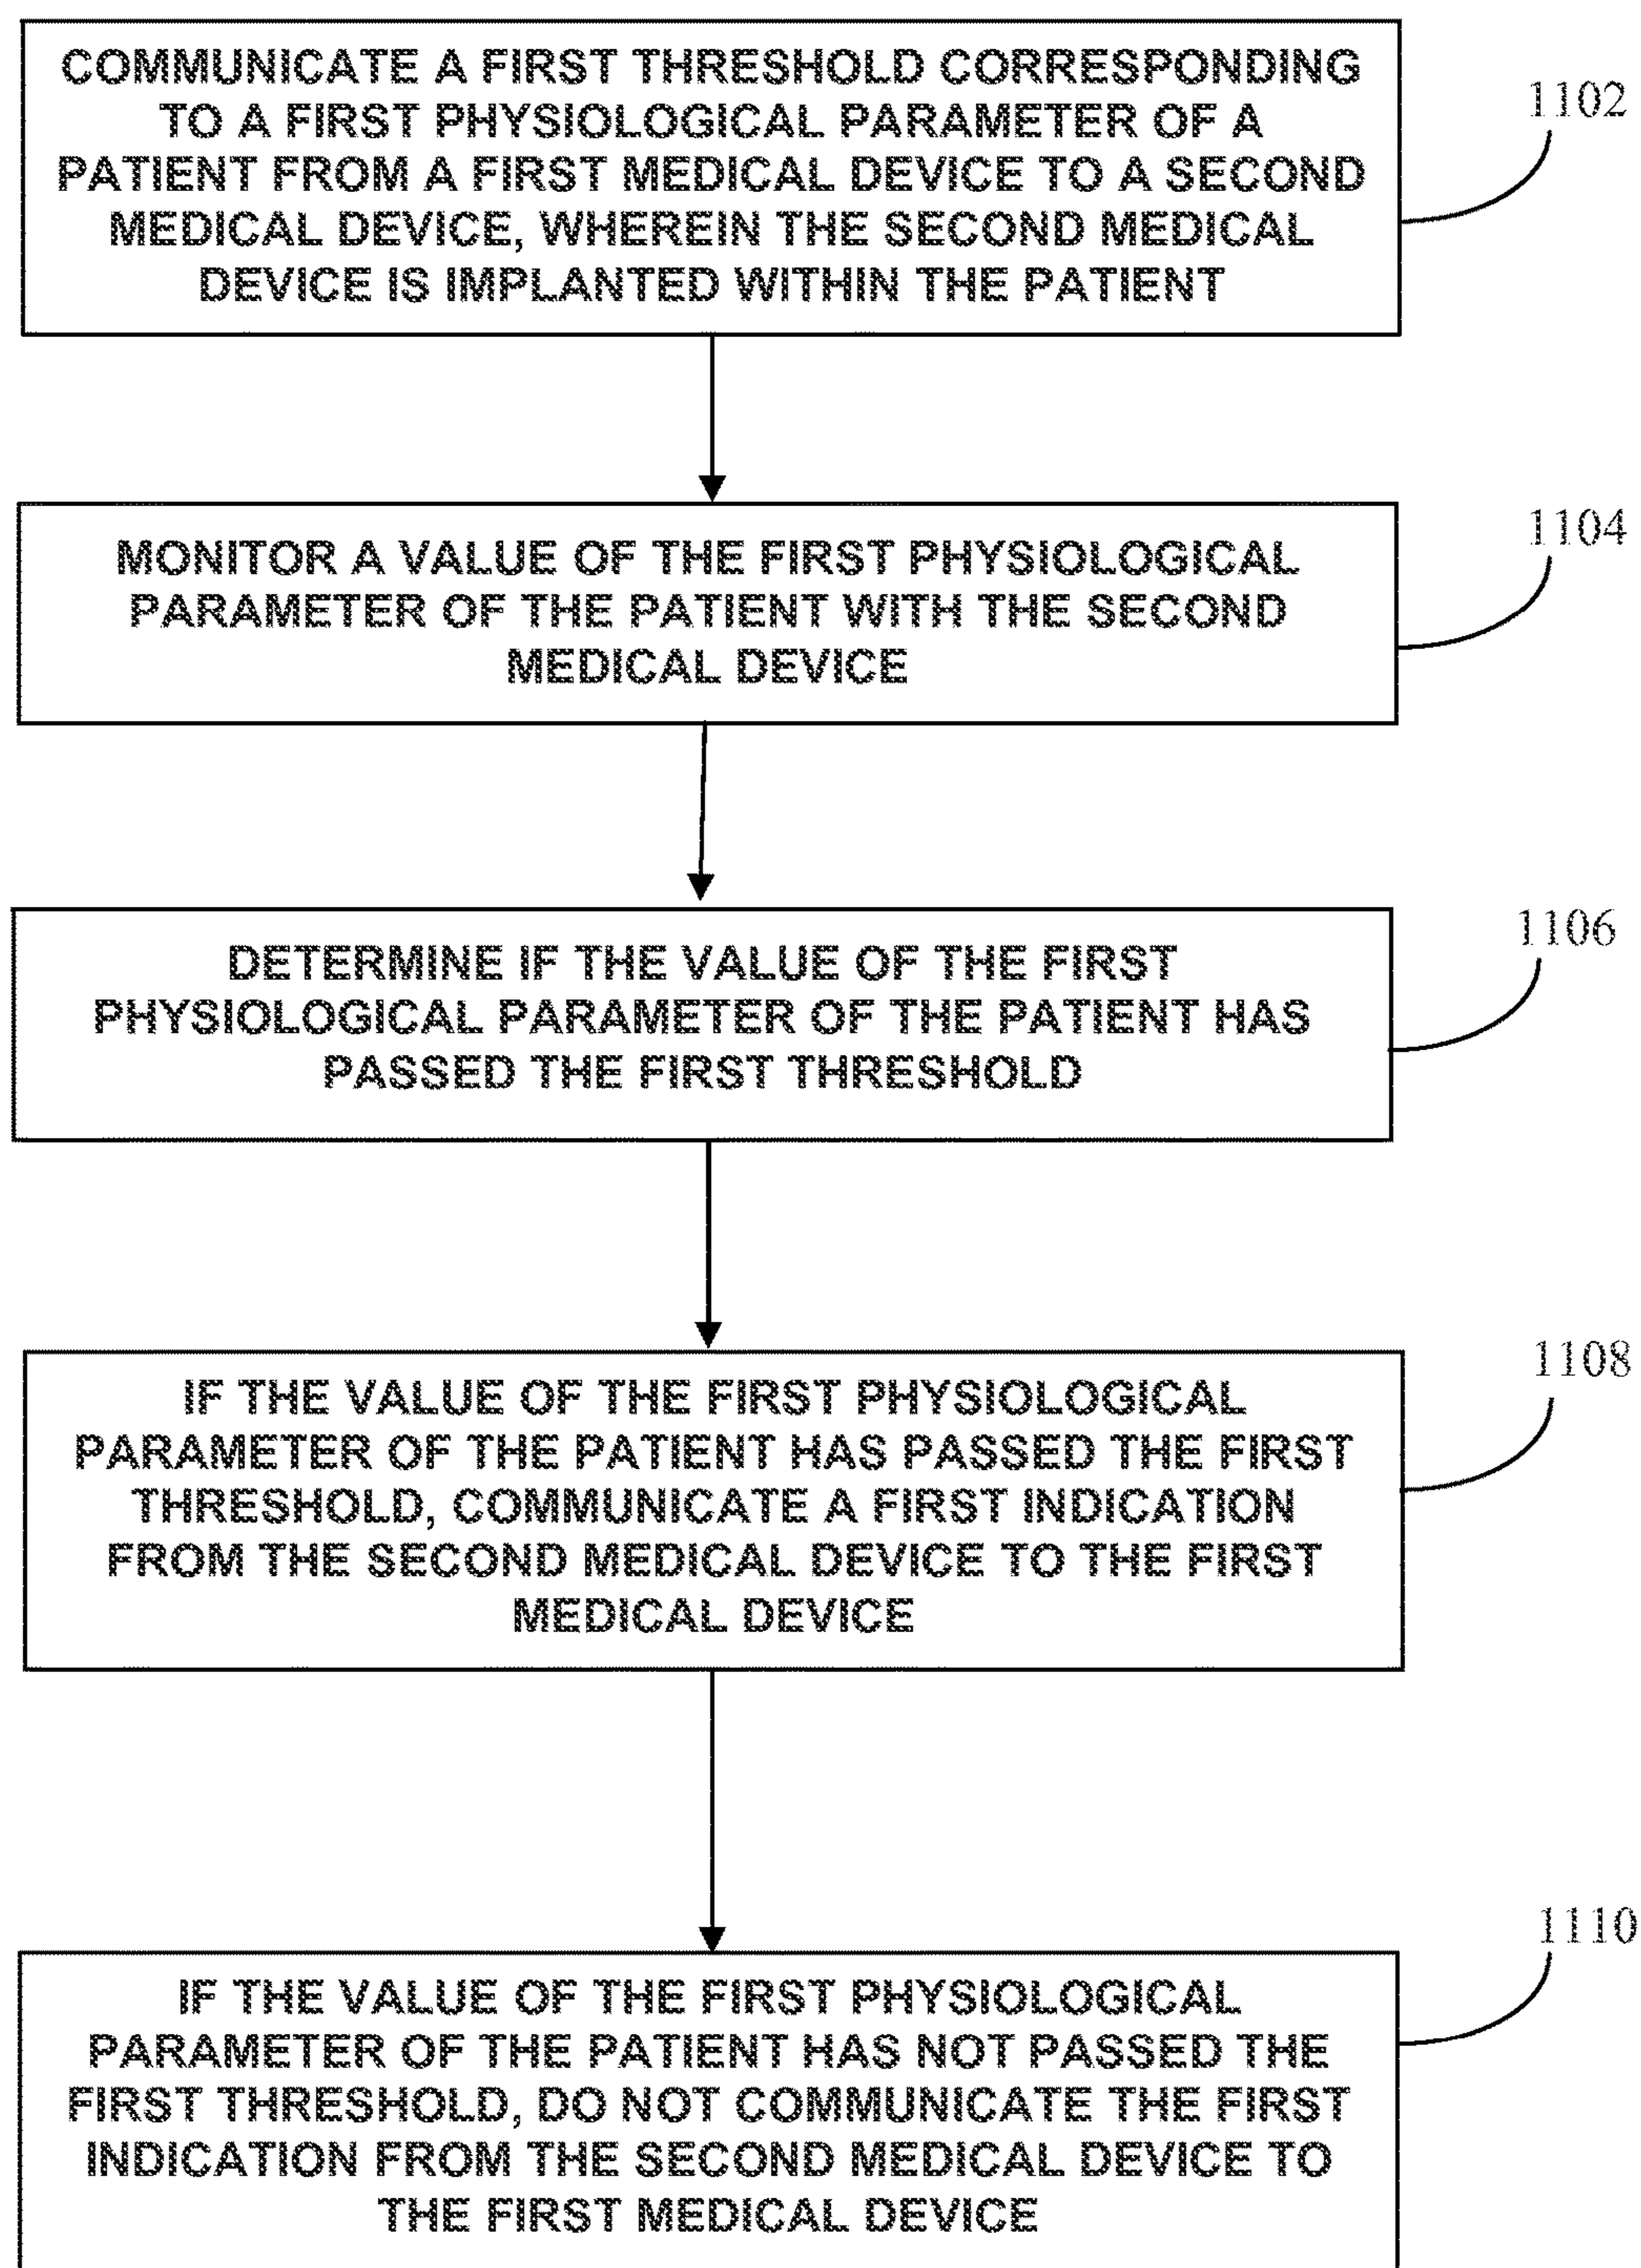 COMMUNICATE A FIRST THRESHOLD CORRESPONDING
TO A FIRST PHYSIOLOGICAL PARAMETER OF A
PATIENT FROM A FIRST MEDICAL DEVICE TO A SECOND
MEDICAL DEVICE, WHEREIN THE SECOND MEDICAL
DEVICE IS IMPLANTED WITHIN THE PATIENT
1102
MONITOR A VALUE OF THE FIRST PHYSIOLOGICAL
PARAMETER OF THE PATIENT WITH THE SECOND
MEDICAL DEVICE
1104
DETERMINE IF THE VALUE OF THE FIRST
PHYSIOLOGICAL PARAMETER OF THE PATIENT HAS
PASSED THE FIRST THRESHOLD
1106
IF THE VALUE OF THE FIRST PHYSIOLOGICAL
PARAMETER OF THE PATIENT HAS PASSED THE FIRST
THRESHOLD, COMMUNICATE A FIRST INDICATION
FROM THE SECOND MEDICAL DEVICE TO THE FIRST
MEDICAL DEVICE
1108
IF THE VALUE OF THE FIRST PHYSIOLOGICAL
PARAMETER OF THE PATIENT HAS NOT PASSED THE
FIRST THRESHOLD, DO NOT COMMUNICATE THE FIRST
INDICATION FROM THE SECOND MEDICAL DEVICE TO
THE FIRST MEDICAL DEVICE
1110